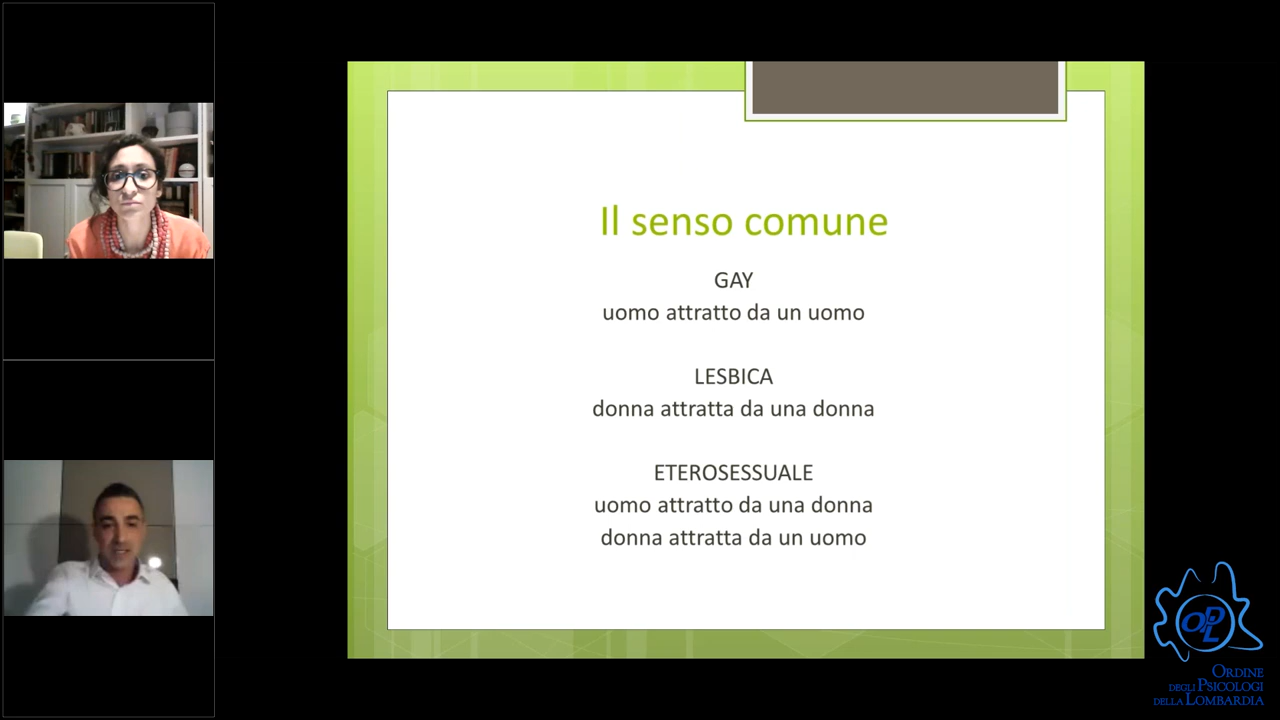 Il senso comune
GAY
uomo attratto da un uomo
LESBICA
donna attratta da una donna
ETEROSESSUALE
uomo attratto da una donna
donna attratta da un uomo
OPL
ORDINE
DEGLI PSICOLOGI
DELLA LOMBARDIA